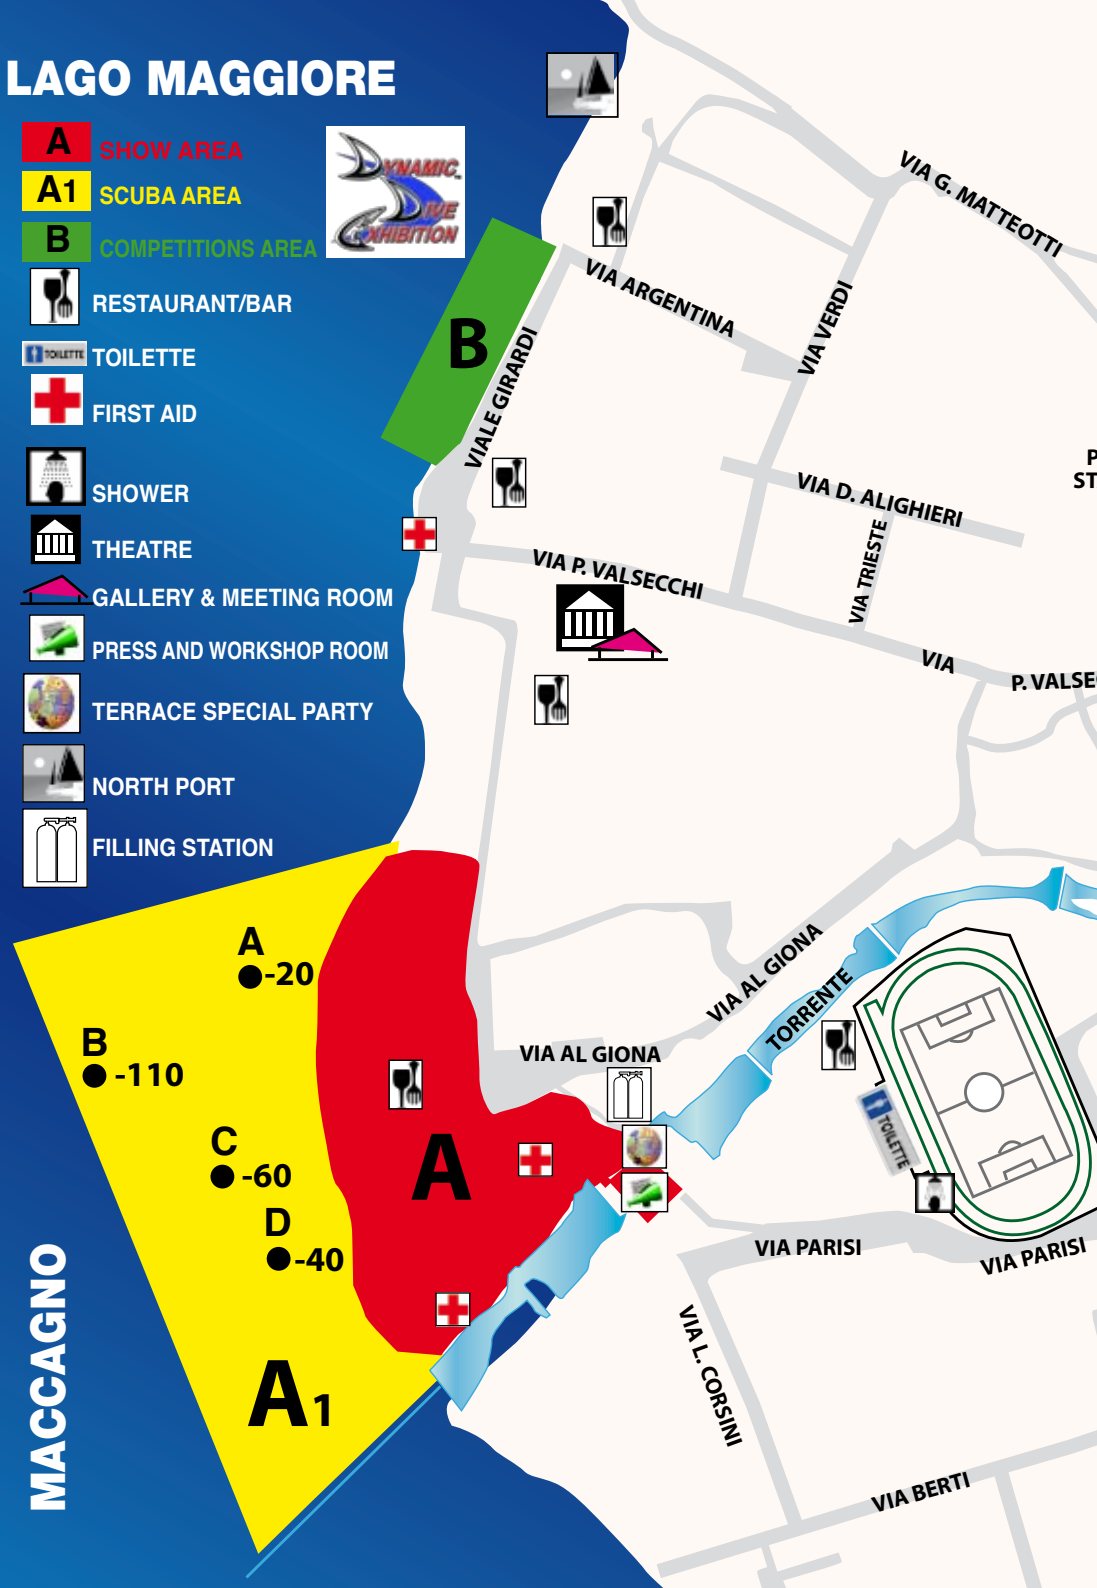 LAGO MAGGIORE
A SHOW AREA
A1 SCUBA AREA
B COMPETITIONS AREA
RESTAURANT/BAR
TOILETTE TOILETTE
FIRST AID
SHOWER
THEATRE
GALLERY & MEETING ROOM
PRESS AND WORKSHOP ROOM
TERRACE SPECIAL PARTY
NORTH PORT
FILLING STATION
DYNAMIC
DIVE
EXHIBITION
VIA G. MATTEOTTI
VIA ARGENTINA
VIA VERDI
B
VIALE GIRARDI
P
ST
VIA D. ALIGHIERI
VIA TRIESTE
VIA P. VALSECCHI
VIA
P. VALSE
A
-20
B
-110
C
-60
D
-40
A1
A
VIA AL GIONA
VIA AL GIONA
TORRENTE
TOILETTE
VIA PARISI
VIA PARISI
VIA L. CORSINI
VIA BERTI
MACCAGNO